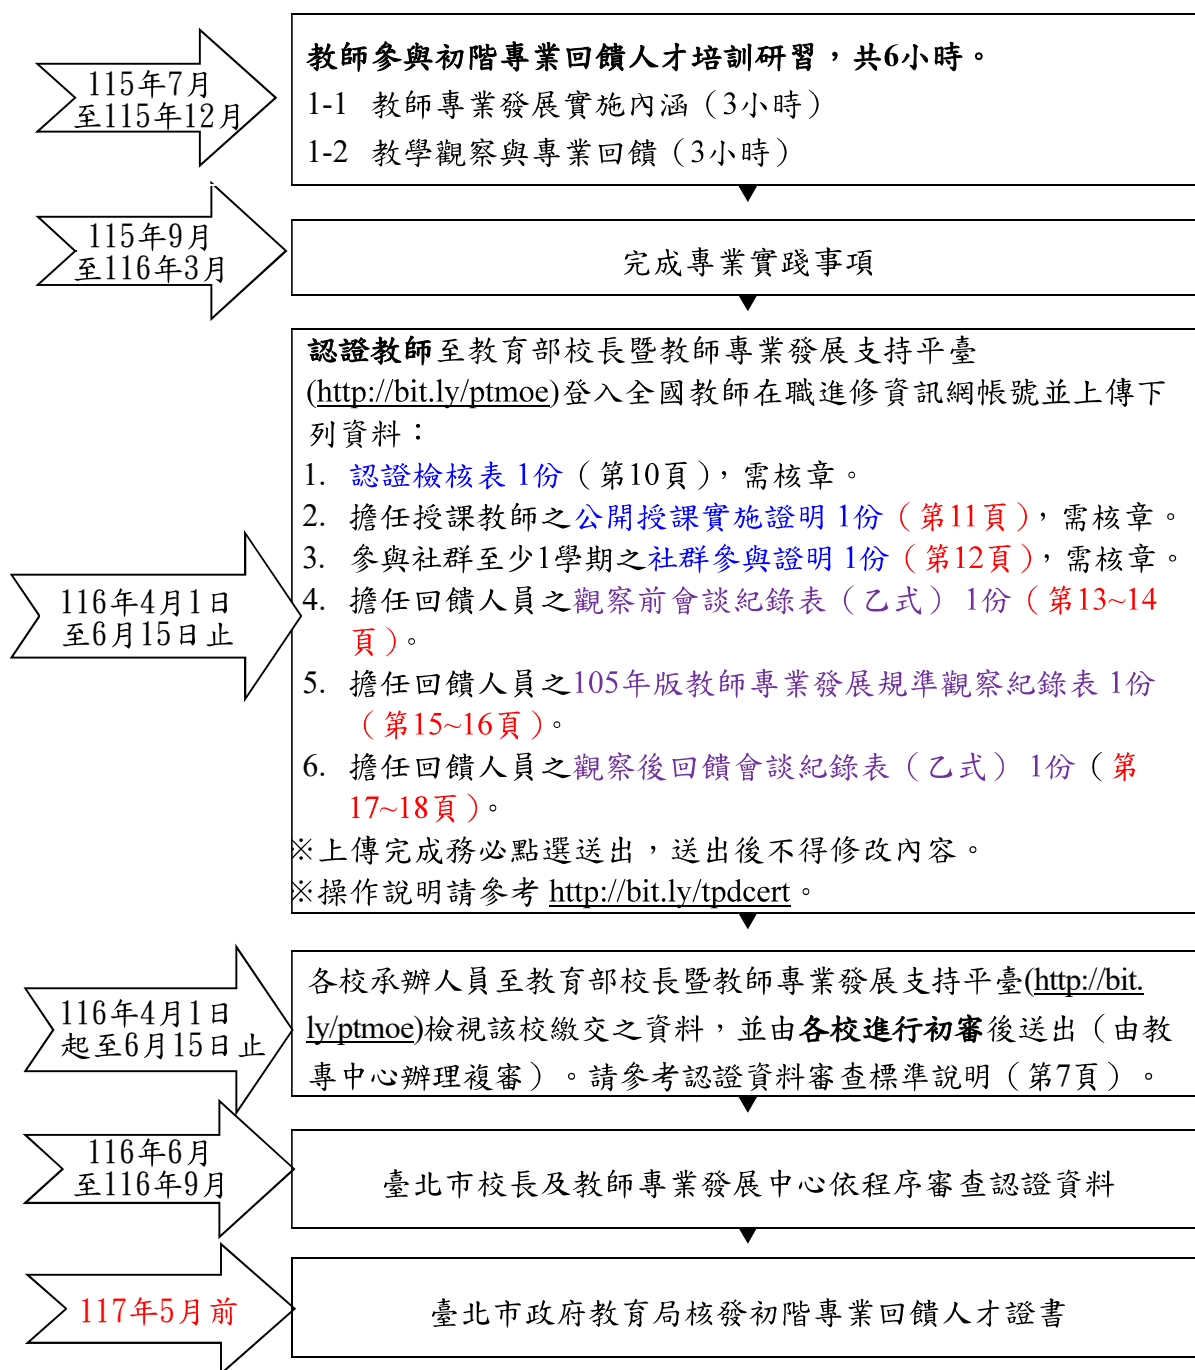 115年7月
至115年12月
教師參與初階專業回饋人才培訓研習，共6小時。
1-1 教師專業發展實施內涵（3小時）
1-2 教學觀察與專業回饋（3小時）
115年9月
至116年3月
完成專業實踐事項
116年4月1日
至6月15日止
認證教師至教育部校長暨教師專業發展支持平臺
(http://bit.ly/ptmoe)登入全國教師在職進修資訊網帳號並上傳下
列資料：
1. 認證檢核表 1份（第10頁），需核章。
2. 擔任授課教師之公開授課實施證明 1份（第11頁），需核章。
3. 參與社群至少1學期之社群參與證明 1份（第12頁），需核章。
4. 擔任回饋人員之觀察前會談紀錄表（乙式） 1份（第13~14
頁）。
5. 擔任回饋人員之105年版教師專業發展規準觀察紀錄表 1份
（第15~16頁）。
6. 擔任回饋人員之觀察後回饋會談紀錄表（乙式） 1份（第
17~18頁）。
※上傳完成務必點選送出，送出後不得修改內容。
※操作說明請參考 http://bit.ly/tpdcert。
116年4月1日
起至6月15日止
各校承辦人員至教育部校長暨教師專業發展支持平臺(http://bit.
ly/ptmoe)檢視該校繳交之資料，並由各校進行初審後送出（由教
專中心辦理複審）。請參考認證資料審查標準說明（第7頁）。
116年6月
至116年9月
臺北市校長及教師專業發展中心依程序審查認證資料
117年5月前
臺北市政府教育局核發初階專業回饋人才證書